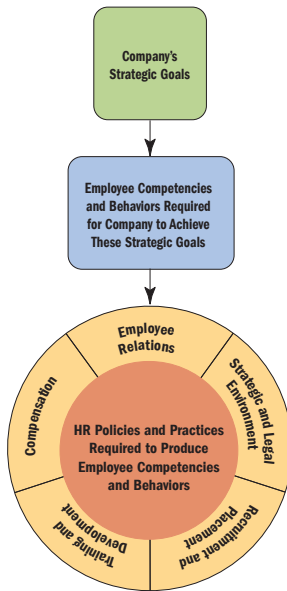 Company's
Strategic Goals
Employee Competencies
and Behaviors Required
for Company to Achieve
These Strategic Goals
Employee
Relations
Strategic and Legal
Environment
Recruitment and
Placement
Training and
Development
Compensation
HR Policies and Practices
Required to Produce
Employee Competencies
and Behaviors